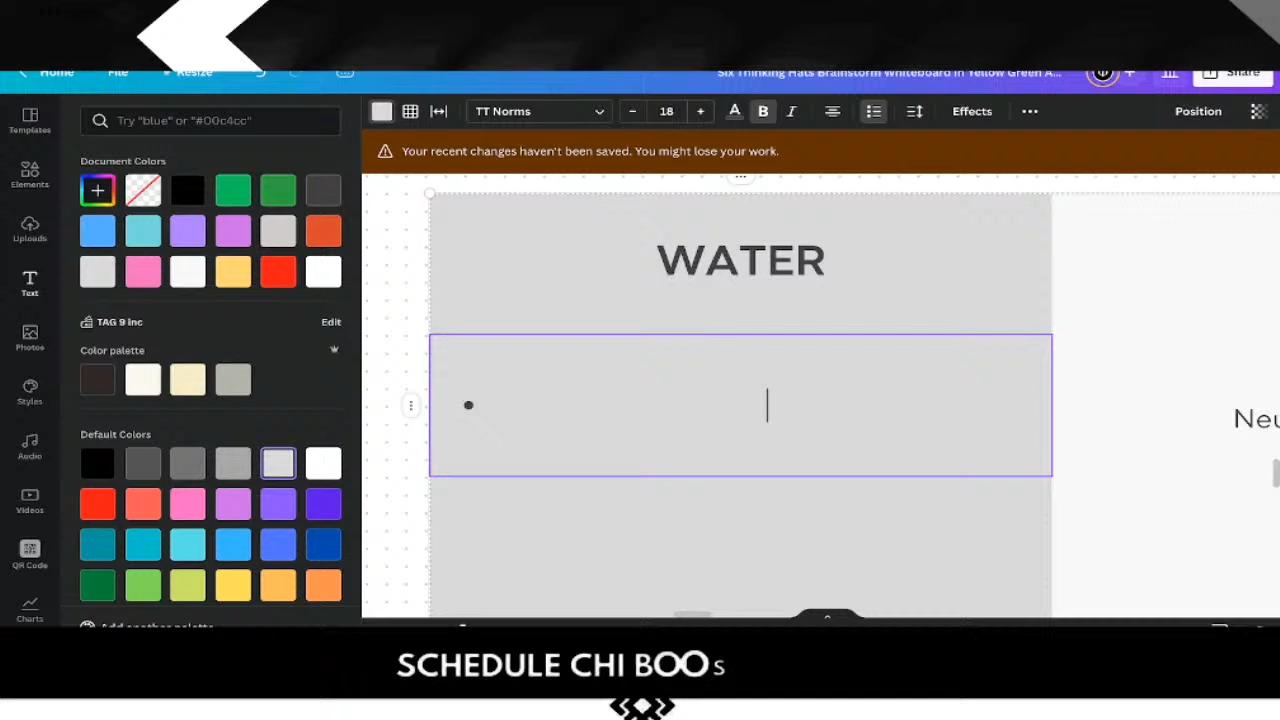 Home File Resize Six Thinking Hats Brainstorm Whiteboard in Yellow Green A... Share
Templates
Elements
Uploads
Text
Photos
Styles
Audio
Videos
QR Code
Charts
Try "blue" or "#00c4cc"
Document Colors
TAG 9 Inc Edit
Color palette
Default Colors
Add another palette
TT Norms 18 A B I Effects Position
Your recent changes haven't been saved. You might lose your work.
WATER
SCHEDULE CHI BOOs